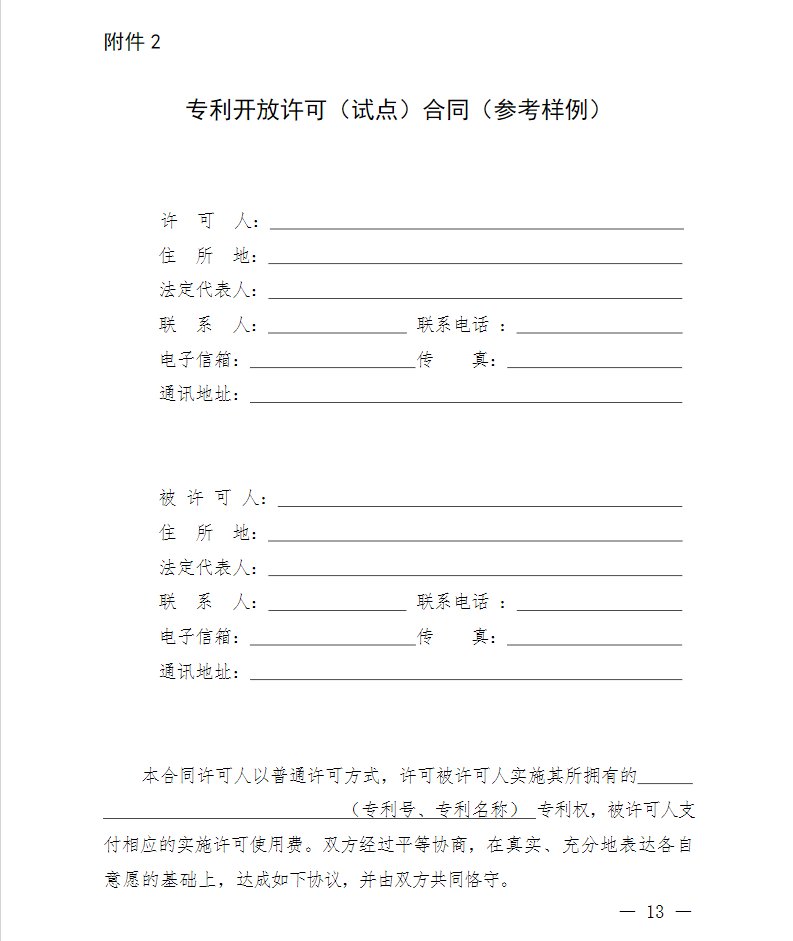 附件 2
专利开放许可（试点）合同（参考样例）
许 可 人：
住 所 地：
法定代表人：
联 系 人： 联系电话 ：
电子信箱： 传 真：
通讯地址：
被 许 可 人：
住 所 地：
法定代表人：
联 系 人： 联系电话 ：
电子信箱： 传 真：
通讯地址：
本合同许可人以普通许可方式，许可被许可人实施其所拥有的
（专利号、专利名称） 专利权，被许可人支
付相应的实施许可使用费。双方经过平等协商，在真实、充分地表达各自
意愿的基础上，达成如下协议，并由双方共同恪守。
— 13 —